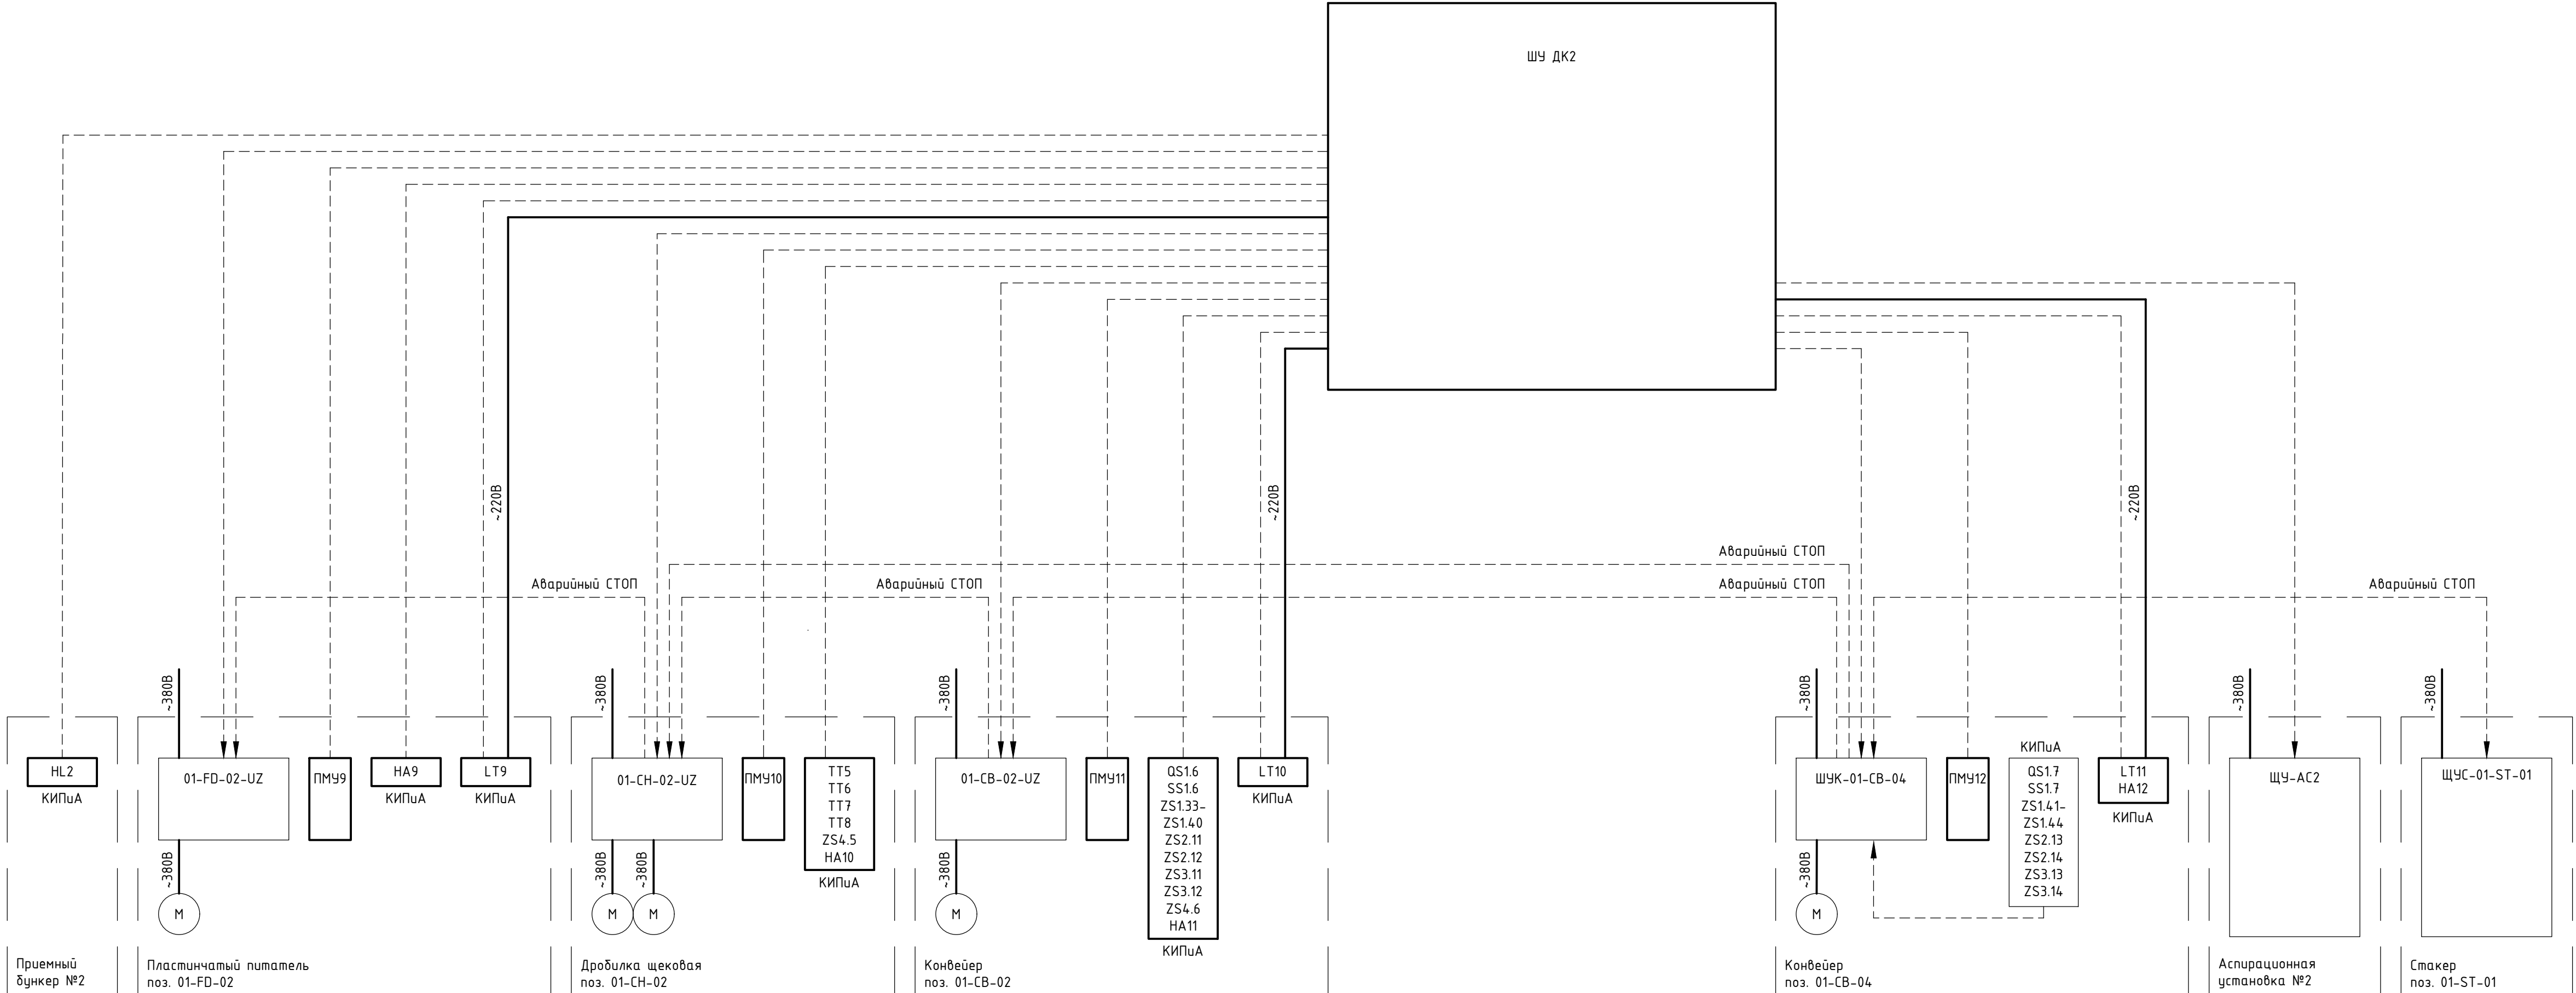 ШУ ДК2
~220В
~220В
~220В
Аварийный СТОП
Аварийный СТОП
Аварийный СТОП
Аварийный СТОП
Аварийный СТОП
~380В
~380В
~380В
~380В
~380В
~380В
HL2
КИПиА
Приемный
бункер №2
01-FD-02-UZ
ПМУ9
HA9
КИПиА
LT9
КИПиА
~380В
М
Пластинчатый питатель
поз. 01-FD-02
01-CH-02-UZ
ПМУ10
TT5
TT6
TT7
TT8
ZS4.5
HA10
КИПиА
~380В
~380В
М
М
Дробилка щековая
поз. 01-CH-02
01-CB-02-UZ
ПМУ11
QS1.6
SS1.6
ZS1.33-
ZS1.40
ZS2.11
ZS2.12
ZS3.11
ZS3.12
ZS4.6
HA11
КИПиА
LT10
КИПиА
М
Конвейер
поз. 01-CB-02
ШУК-01-CB-04
ПМУ12
КИПиА
QS1.7
SS1.7
ZS1.41-
ZS1.44
ZS2.13
ZS2.14
ZS3.13
ZS3.14
LT11
HA12
КИПиА
~380В
М
Конвейер
поз. 01-CB-04
ЩУ-АС2
Аспирационная
установка №2
ЩУС-01-ST-01
Стакер
поз. 01-ST-01